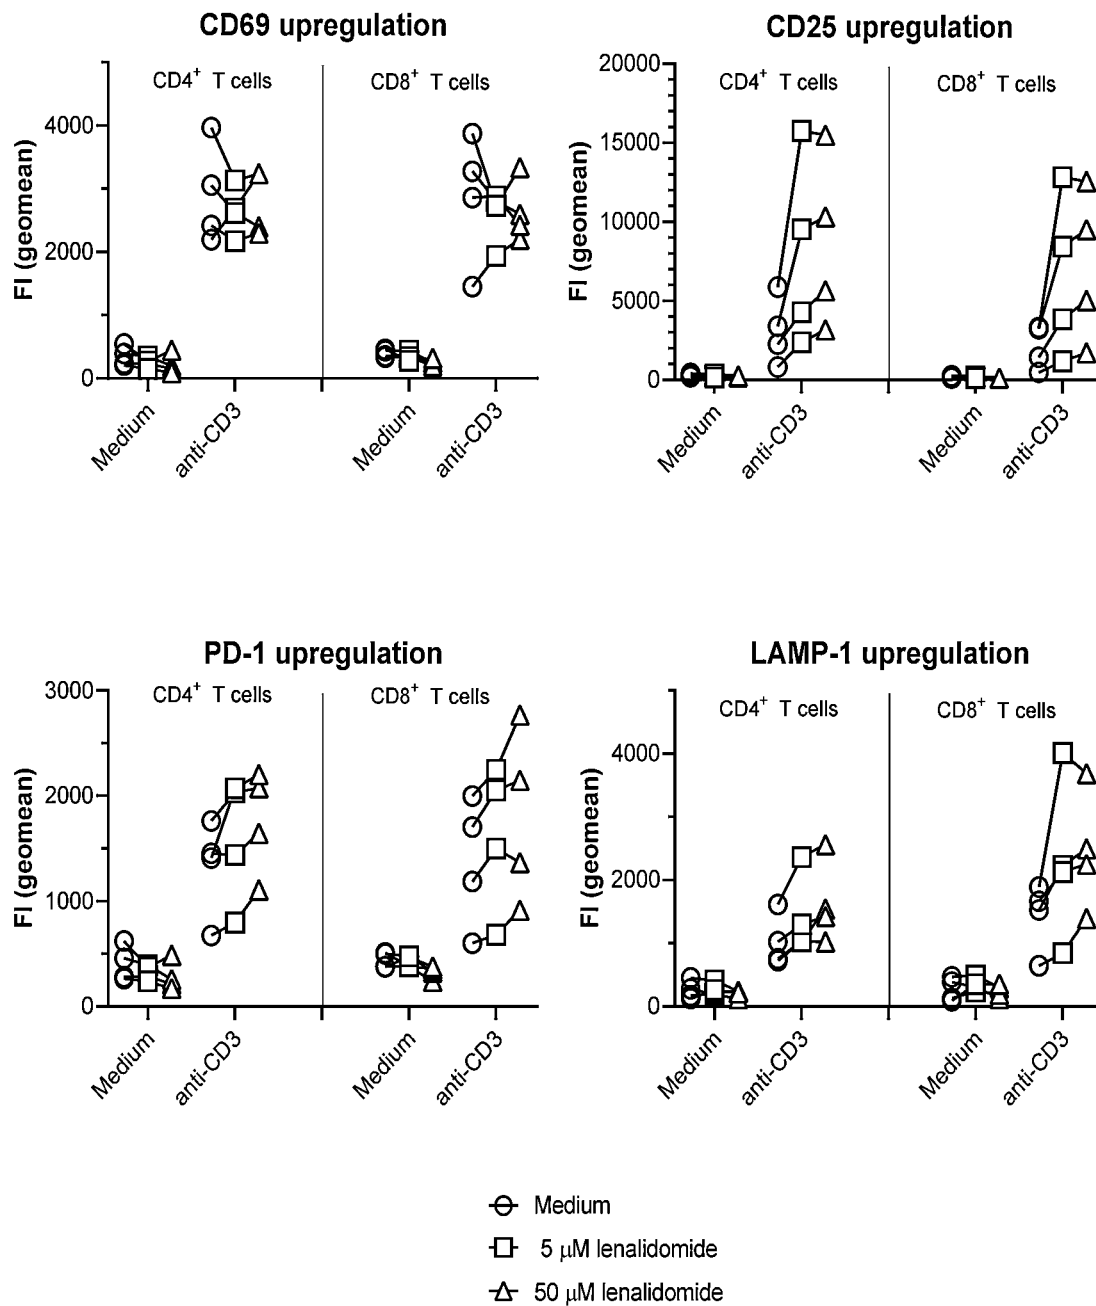 CD69 upregulation
CD4+ T cells
CD8+ T cells
FI (geomean)
4000
2000
0
Medium
anti-CD3
Medium
anti-CD3
CD25 upregulation
CD4+ T cells
CD8+ T cells
FI (geomean)
20000
15000
10000
5000
0
Medium
anti-CD3
Medium
anti-CD3
PD-1 upregulation
CD4+ T cells
CD8+ T cells
FI (geomean)
3000
2000
1000
0
Medium
anti-CD3
Medium
anti-CD3
LAMP-1 upregulation
CD4+ T cells
CD8+ T cells
FI (geomean)
4000
2000
0
Medium
anti-CD3
Medium
anti-CD3
Medium
5 μM lenalidomide
50 μM lenalidomide